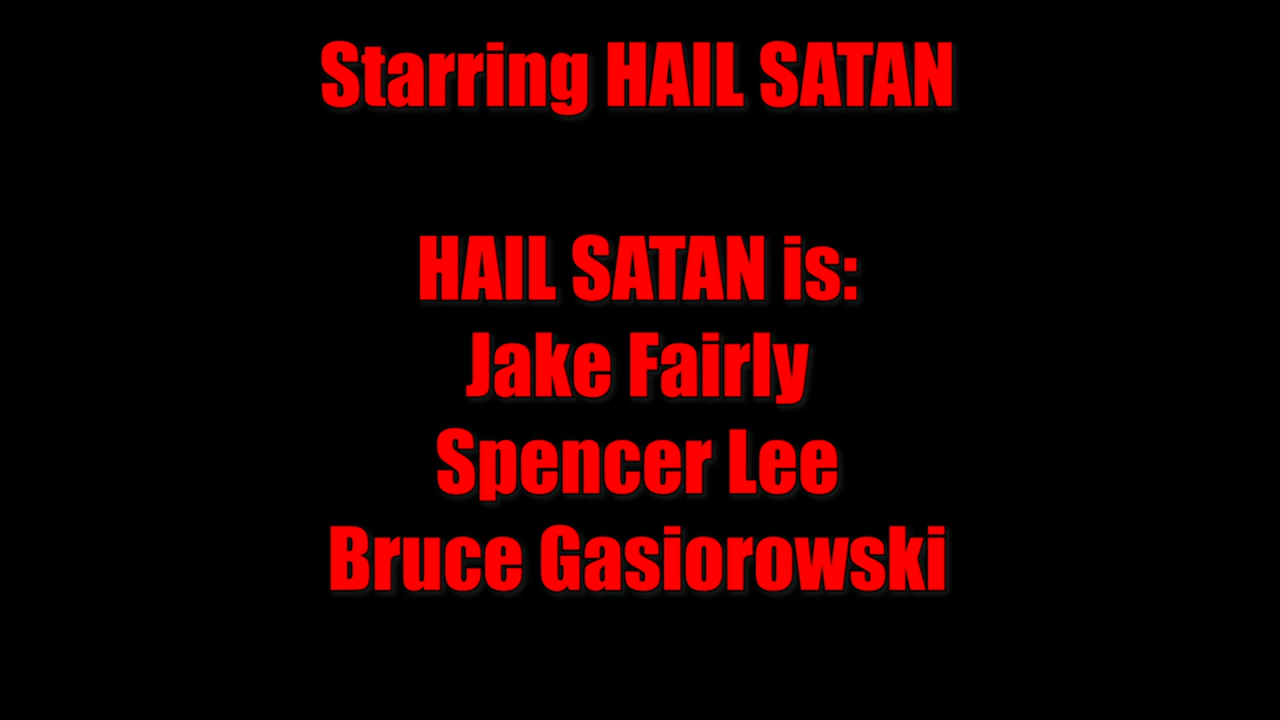 Starring HAIL SATAN
HAIL SATAN is:
Jake Fairly
Spencer Lee
Bruce Gasiorowski